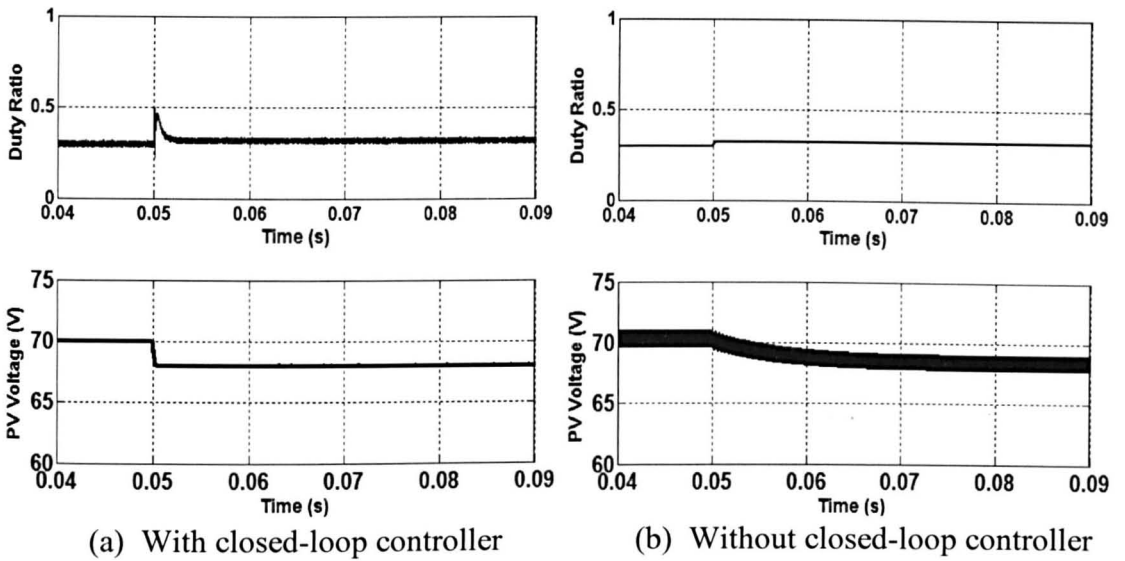 1
0.5
0
Duty Ratio
0.04 0.05 0.06 0.07 0.08 0.09
Time (s)
75
70
65
60
PV Voltage (V)
0.04 0.05 0.06 0.07 0.08 0.09
Time (s)
(a) With closed-loop controller
1
0.5
0
Duty Ratio
0.04 0.05 0.06 0.07 0.08 0.09
Time (s)
75
70
65
60
PV Voltage (V)
0.04 0.05 0.06 0.07 0.08 0.09
Time (s)
(b) Without closed-loop controller